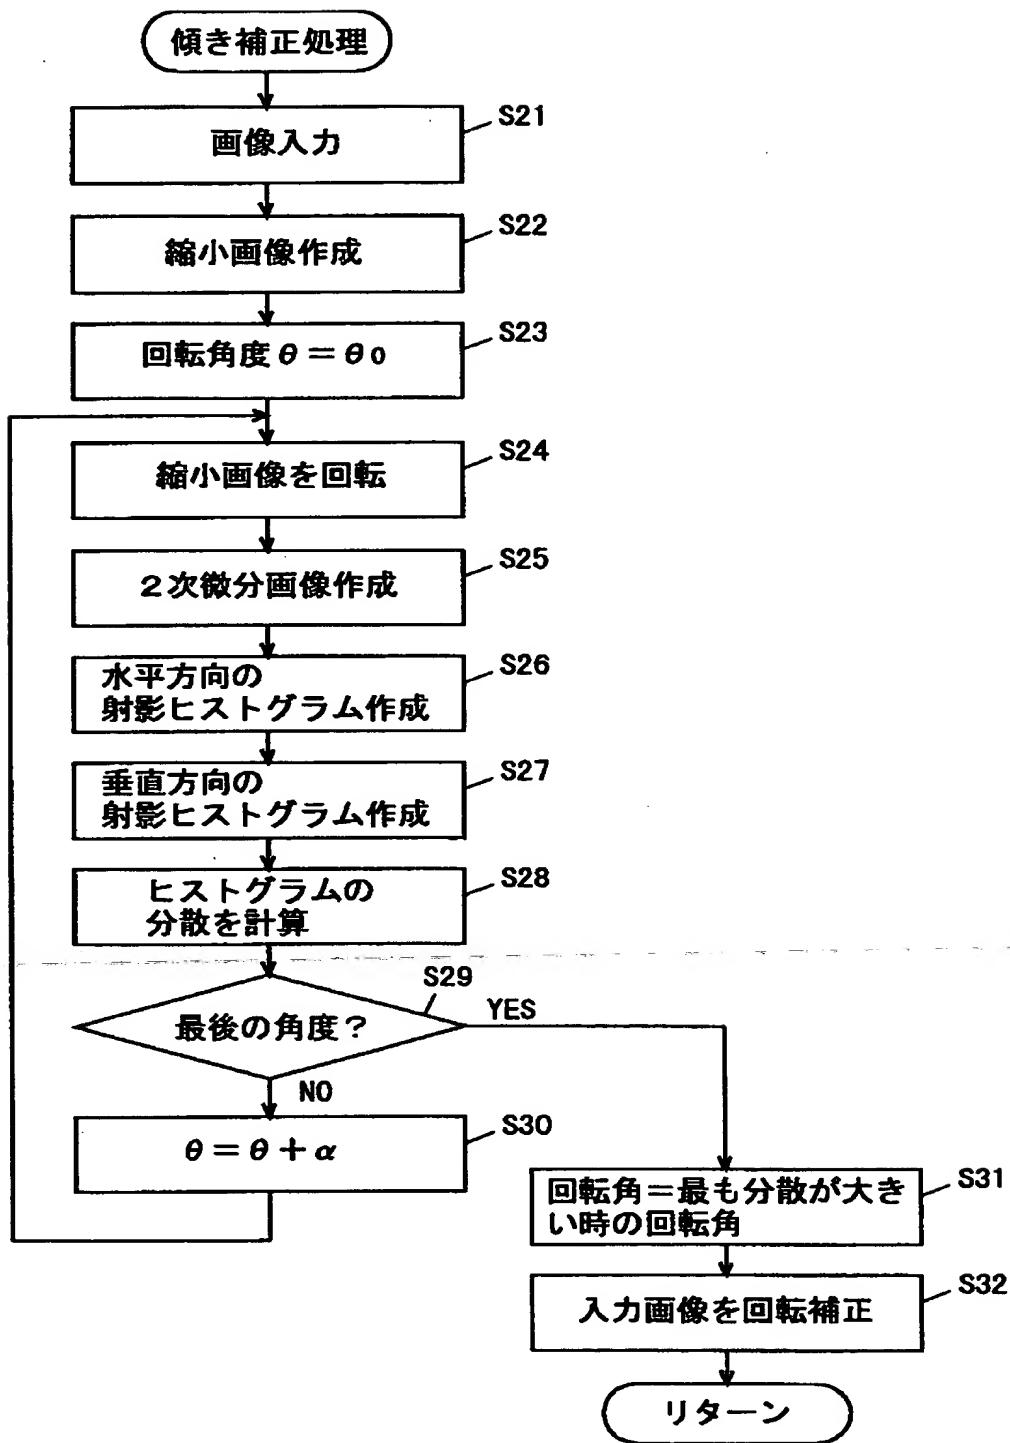 傾き補正処理
S21
画像入力
S22
縮小画像作成
S23
回転角度θ=θ0
S24
縮小画像を回転
S25
2次微分画像作成
S26
水平方向の
射影ヒストグラム作成
S27
垂直方向の
射影ヒストグラム作成
S28
ヒストグラムの
分散を計算
S29
最後の角度?
YES
NO
S30
θ=θ+α
S31
回転角=最も分散が大き
い時の回転角
S32
入力画像を回転補正
リターン